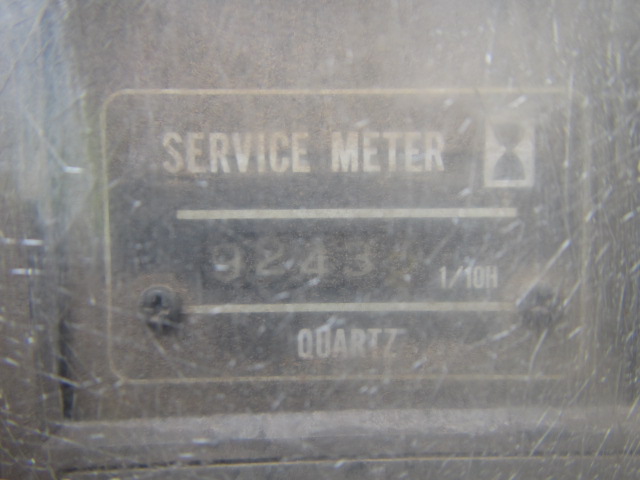 SERVICE METER
9243 1/10H
QUARTZ